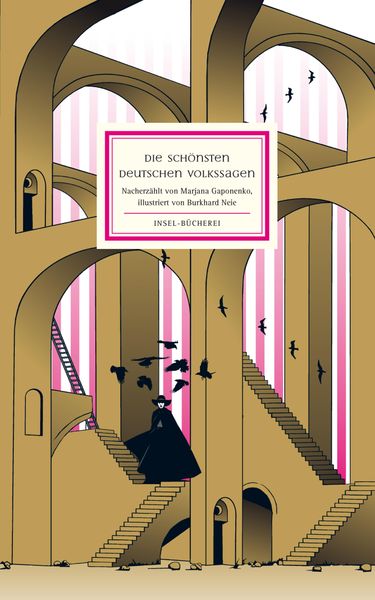 DIE SCHÖNSTEN
DEUTSCHEN VOLKSSAGEN
Nacherzählt von Marjana Gaponenko,
illustriert von Burkhard Neie
INSEL-BÜCHEREI